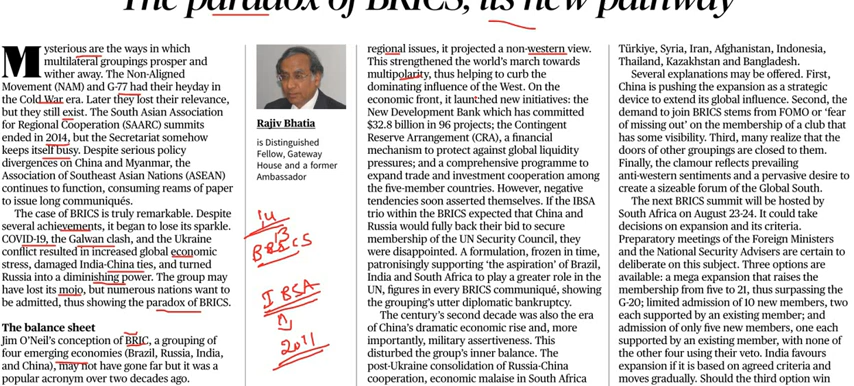 The paradox of BRICS, its new pathway
Mysterious are the ways in which
multilateral groupings prosper and
wither away. The Non-Aligned
Movement (NAM) and G-77 had their heyday in
the Cold War era. Later they lost their relevance,
but they still exist. The South Asian Association
for Regional Cooperation (SAARC) summits
ended in 2014, but the Secretariat somehow
keeps itself busy. Despite serious policy
divergences on China and Myanmar, the
Association of Southeast Asian Nations (ASEAN)
continues to function, consuming reams of paper
to issue long communiqués.
The case of BRICS is truly remarkable. Despite
several achievements, it began to lose its sparkle.
COVID-19, the Galwan clash, and the Ukraine
conflict resulted in increased global economic
stress, damaged India-China ties, and turned
Russia into a diminishing power. The group may
have lost its mojo, but numerous nations want to
be admitted, thus showing the paradox of BRICS.
The balance sheet
Jim O'Neil's conception of BRIC, a grouping of
four emerging economies (Brazil, Russia, India,
and China), may not have gone far but it was a
popular acronym over two decades ago.
Rajiv Bhatia
is Distinguished
Fellow, Gateway
House and a former
Ambassador
BRICS
IBSA
2011
regional issues, it projected a non-western view.
This strengthened the world's march towards
multipolarity, thus helping to curb the
dominating influence of the West. On the
economic front, it launched new initiatives: the
New Development Bank which has committed
$32.8 billion in 96 projects; the Contingent
Reserve Arrangement (CRA), a financial
mechanism to protect against global liquidity
pressures; and a comprehensive programme to
expand trade and investment cooperation among
the five-member countries. However, negative
tendencies soon asserted themselves. If the IBSA
trio within the BRICS expected that China and
Russia would fully back their bid to secure
membership of the UN Security Council, they
were disappointed. A formulation, frozen in time,
patronisingly supporting 'the aspiration' of Brazil,
India and South Africa to play a greater role in the
UN, figures in every BRICS communiqué, showing
the grouping's utter diplomatic bankruptcy.
The century's second decade was also the era
of China's dramatic economic rise and, more
importantly, military assertiveness. This
disturbed the group's inner balance. The
post-Ukraine consolidation of Russia-China
cooperation, economic malaise in South Africa
Türkiye, Syria, Iran, Afghanistan, Indonesia,
Thailand, Kazakhstan and Bangladesh.
Several explanations may be offered. First,
China is pushing the expansion as a strategic
device to extend its global influence. Second, the
demand to join BRICS stems from FOMO or 'fear
of missing out' on the membership of a club that
has some visibility. Third, many realize that the
doors of other groupings are closed to them.
Finally, the clamour reflects prevailing
anti-western sentiments and a pervasive desire to
create a sizeable forum of the Global South.
The next BRICS summit will be hosted by
South Africa on August 23-24. It could take
decisions on expansion and its criteria.
Preparatory meetings of the Foreign Ministers
and the National Security Advisers are certain to
deliberate on this subject. Three options are
available: a mega expansion that raises the
membership from five to 21, thus surpassing the
G-20; limited admission of 10 new members, two
each supported by an existing member; and
admission of only five new members, one each
supported by an existing member, with none of
the other four using their veto. India favours
expansion if it is based on agreed criteria and
moves gradually. Should the third option win